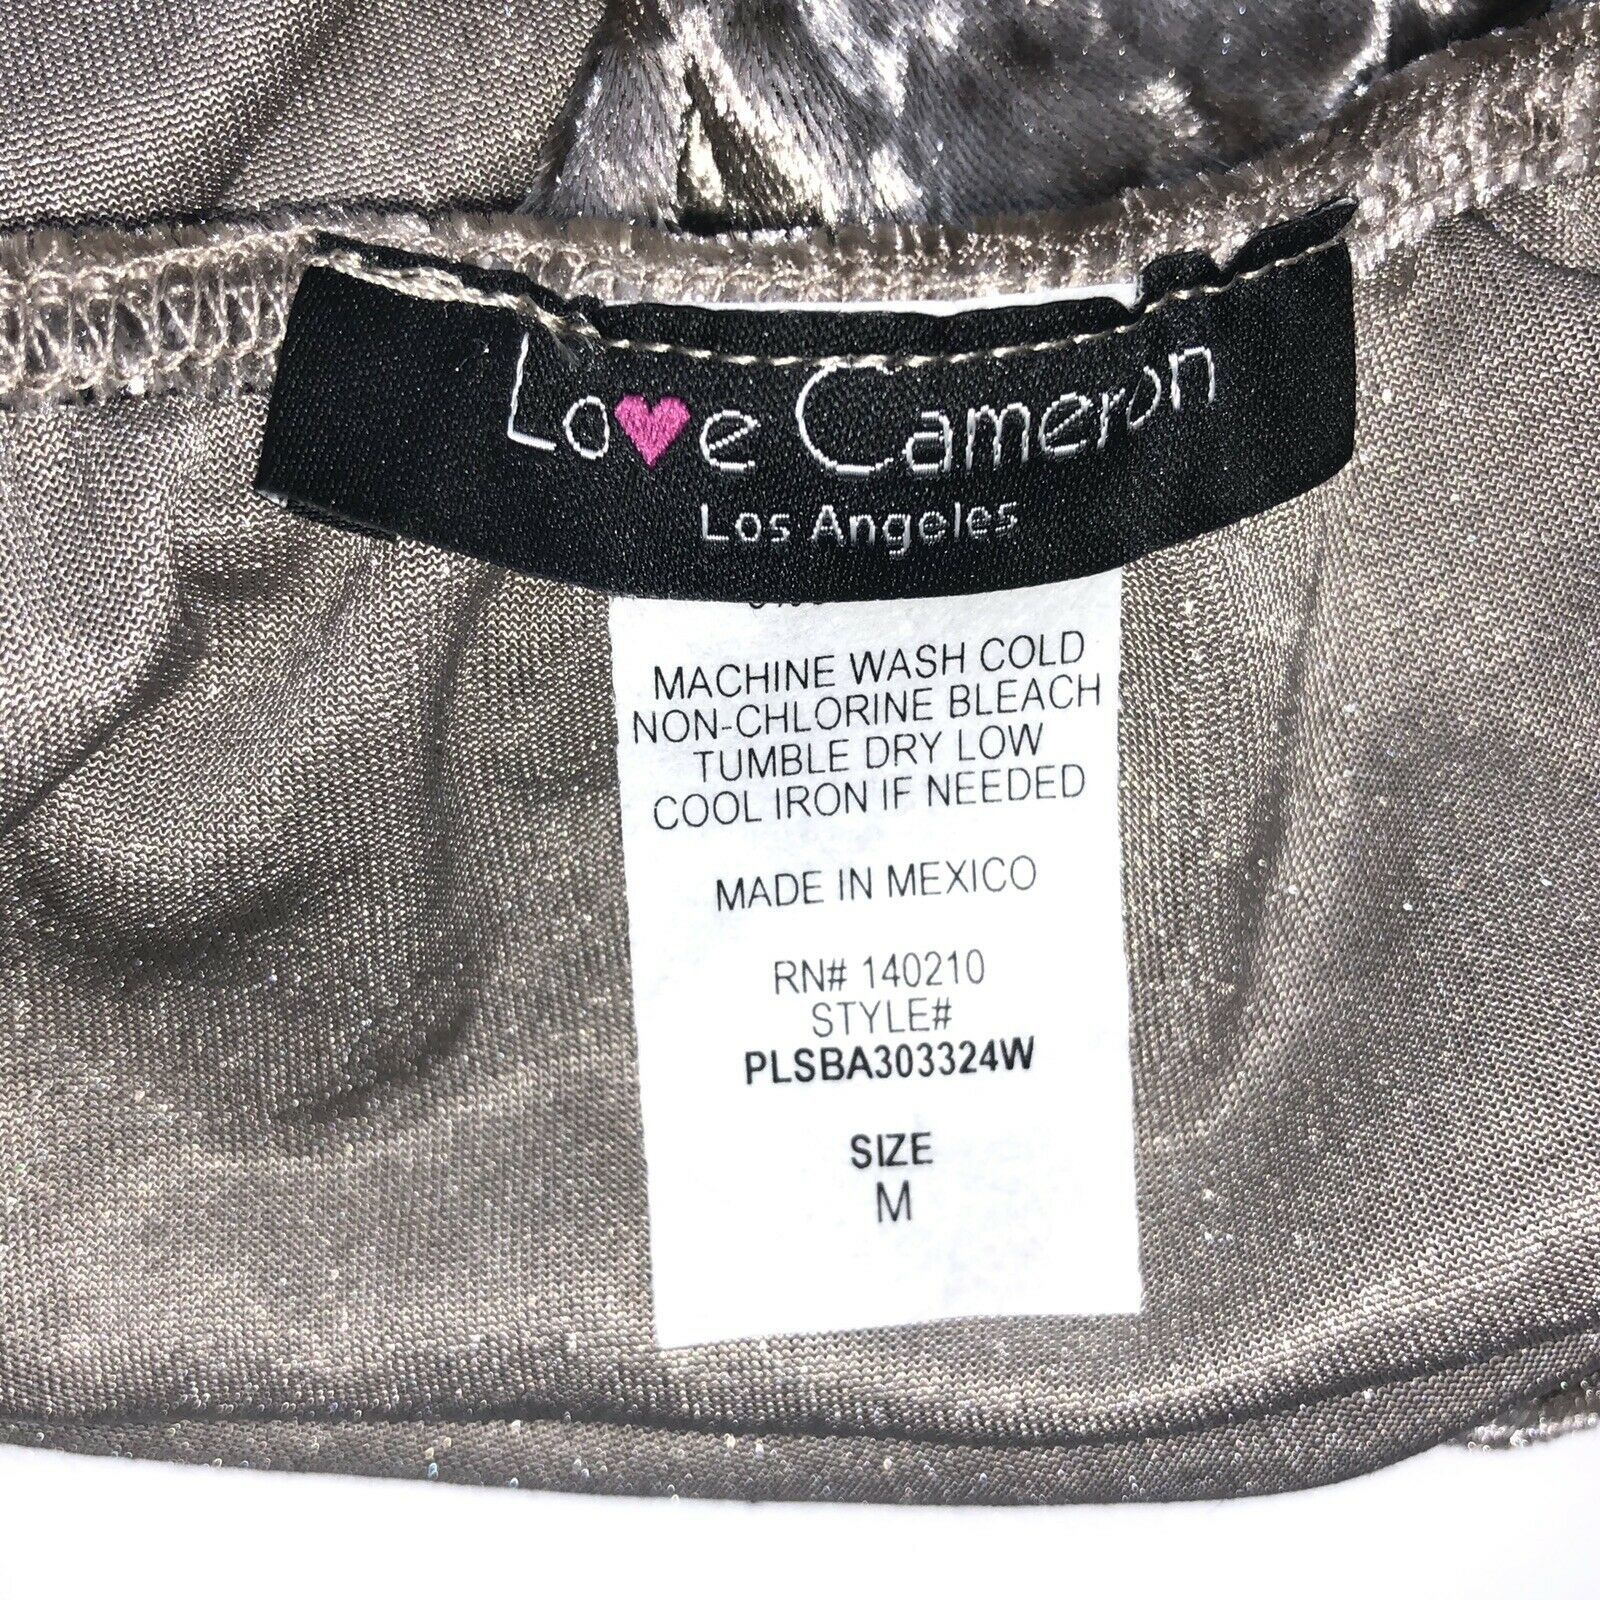 Love Cameron
Los Angeles
MACHINE WASH COLD
NON-CHLORINE BLEACH
TUMBLE DRY LOW
COOL IRON IF NEEDED
MADE IN MEXICO
RN# 140210
STYLE#
PLSBA303324W
SIZE
M